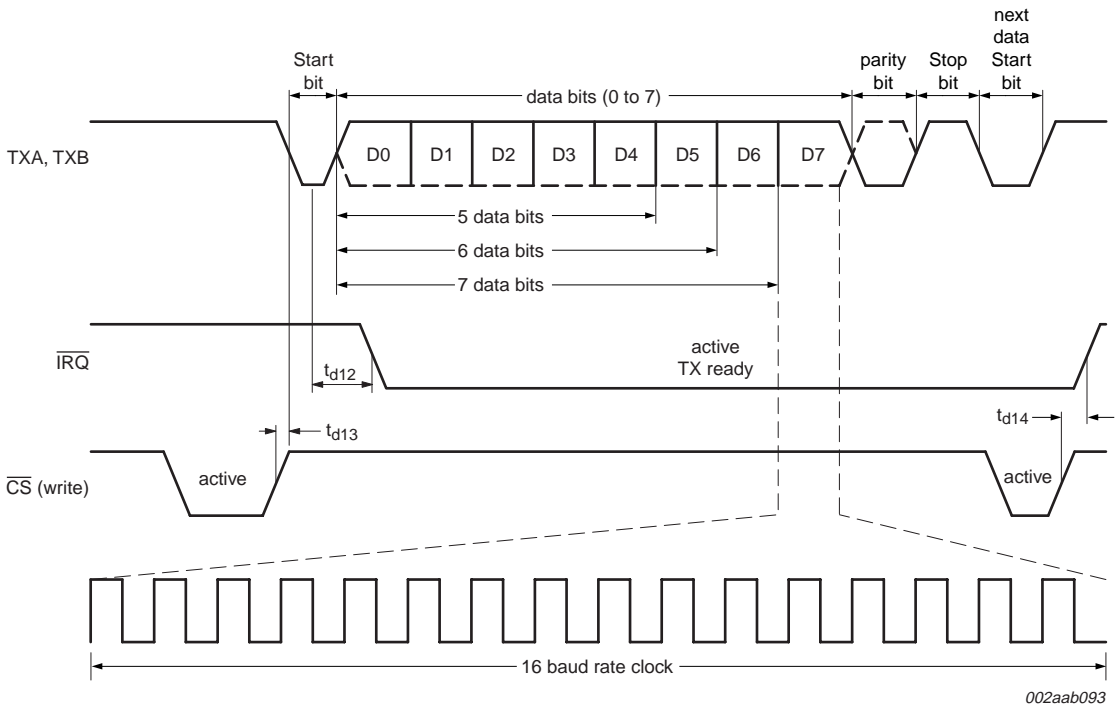 next
data
Start
bit
Start
bit
parity
bit
Stop
bit
data bits (0 to 7)
TXA, TXB
D0 D1 D2 D3 D4 D5 D6 D7
5 data bits
6 data bits
7 data bits
IRQ
active
TX ready
td12
td14
td13
CS (write)
active
active
16 baud rate clock
002aab093